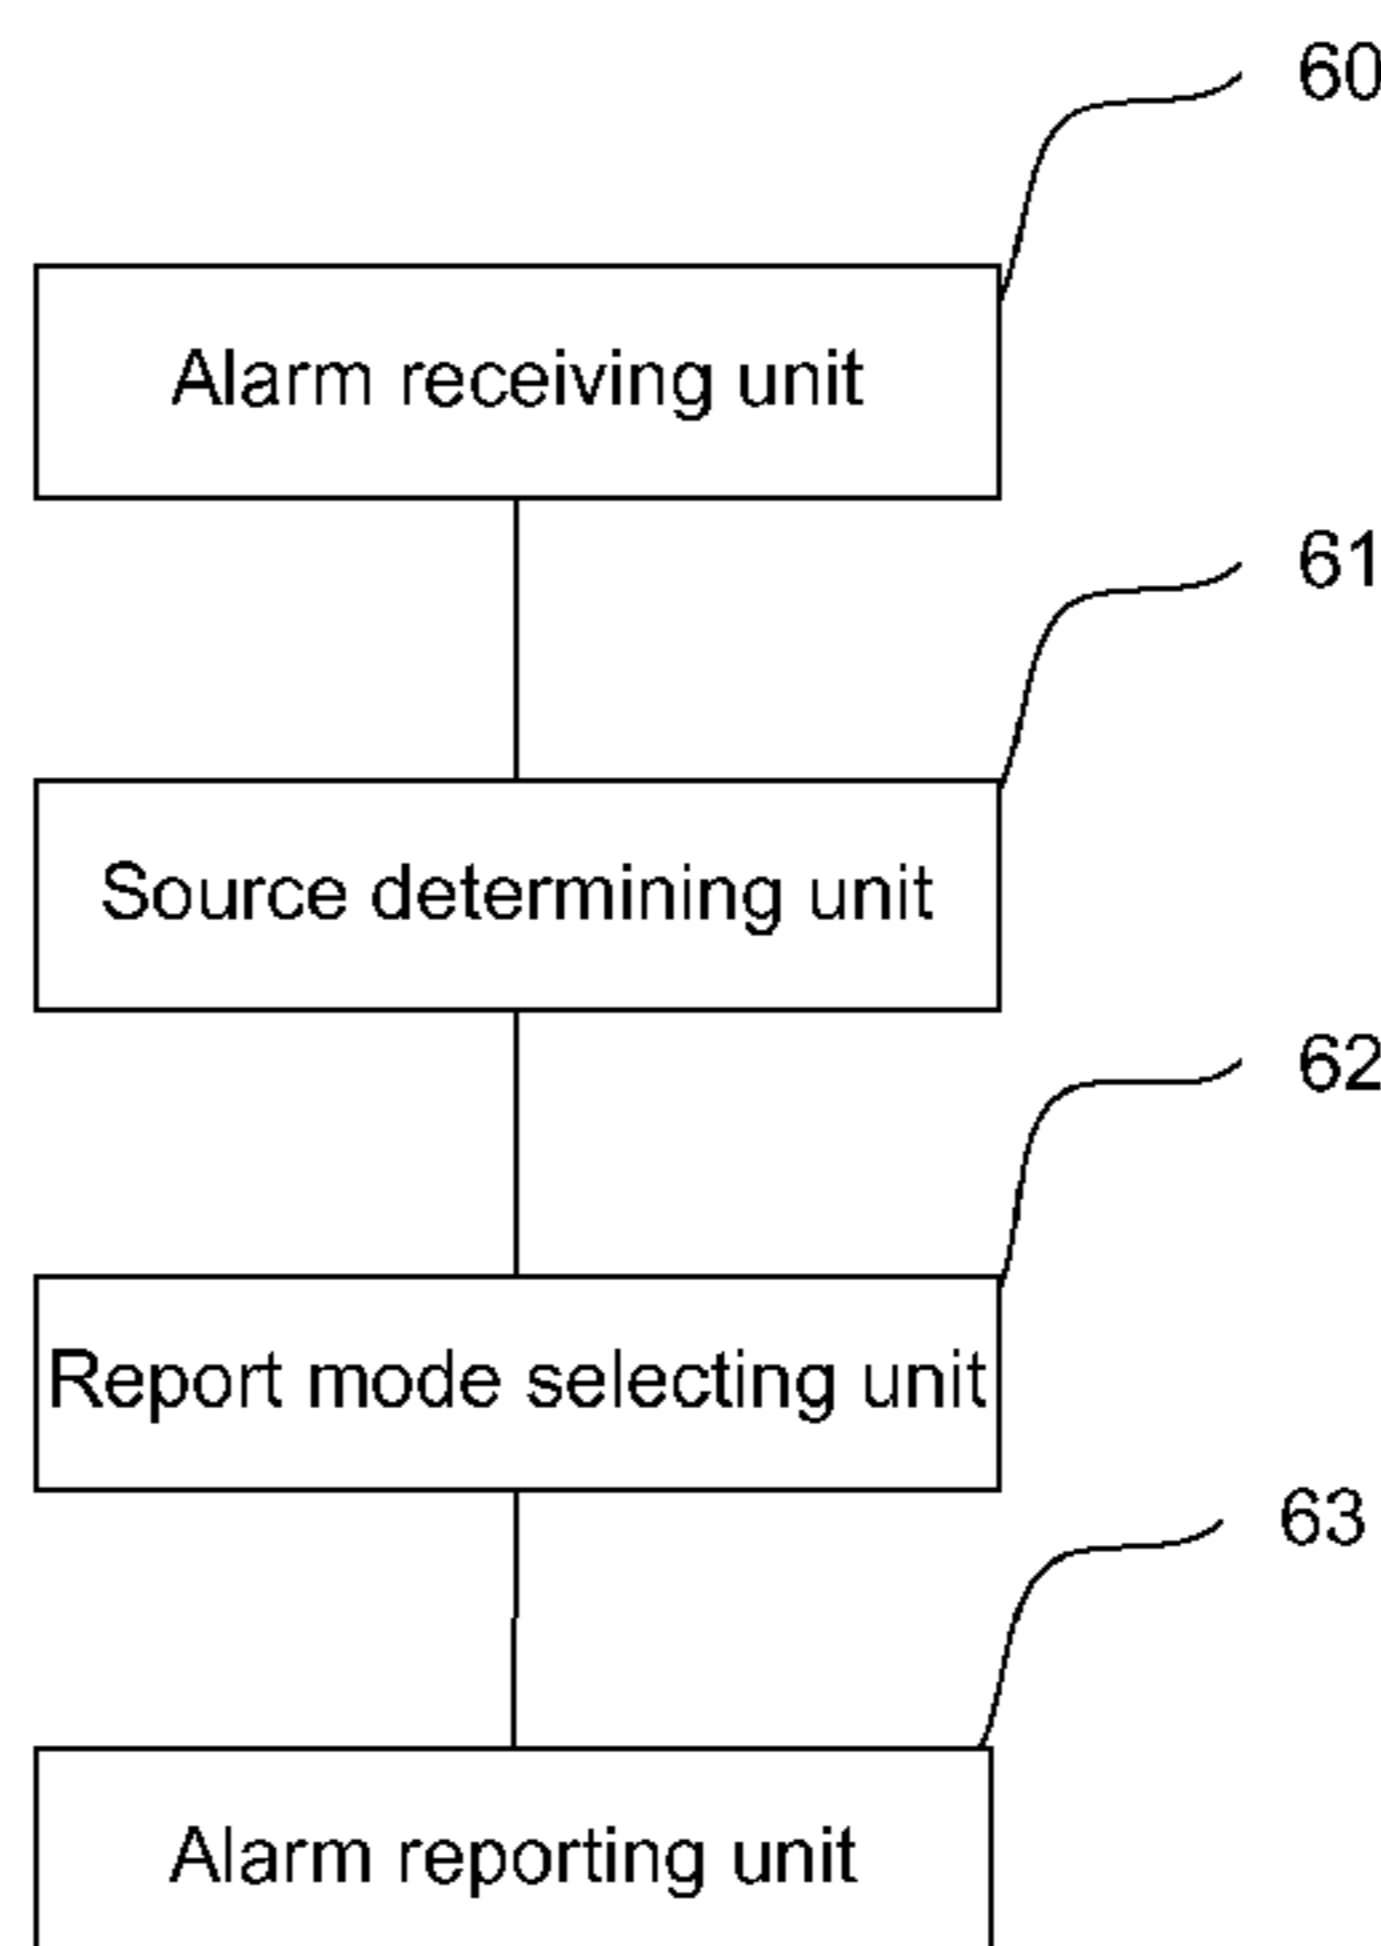 60
Alarm receiving unit
61
Source determining unit
62
Report mode selecting unit
63
Alarm reporting unit